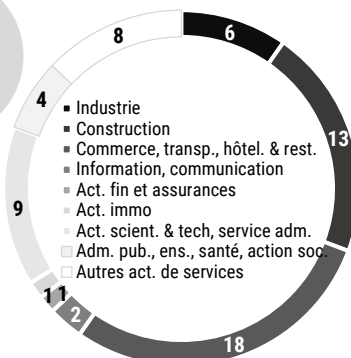 8
6
4
13
Industrie
Construction
Commerce, transp., hôtel. & rest.
Information, communication
Act. fin et assurances
Act. immo
Act. scient. & tech, service adm.
Adm. pub., ens., santé, action soc.
Autres act. de services
9
1 1
2
18